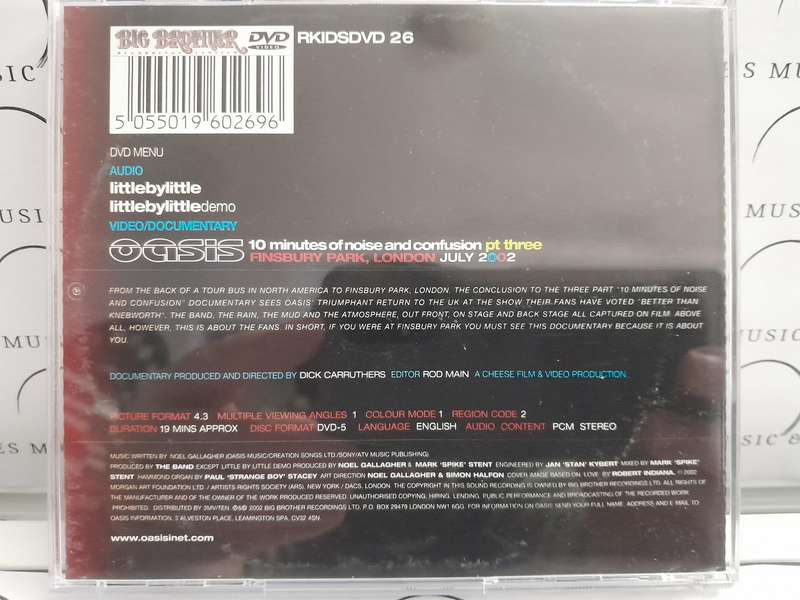 BIG BROTHER
DVD VIDEO
RKIDSDVD 26
5 055019 602696
DVD MENU
AUDIO
littlebylittle
littlebylittledemo
VIDEO/DOCUMENTARY
oasis 10 minutes of noise and confusion pt three
FINSBURY PARK, LONDON JULY 2002
FROM THE BACK OF A TOUR BUS IN NORTH AMERICA TO FINSBURY PARK, LONDON. THE CONCLUSION TO THE THREE PART '10 MINUTES OF NOISE
AND CONFUSION' DOCUMENTARY SEES OASIS' TRIUMPHANT RETURN TO THE UK AT THE SHOW THEIR FANS HAVE VOTED 'BETTER THAN
KNEBWORTH'. THE BAND, THE RAIN, THE MUD AND THE ATMOSPHERE, OUT FRONT, ON STAGE AND BACK STAGE ALL CAPTURED ON FILM. ABOVE
ALL, HOWEVER, THIS IS ABOUT THE FANS. IN SHORT, IF YOU WERE AT FINSBURY PARK YOU MUST SEE THIS DOCUMENTARY BECAUSE IT IS ABOUT
YOU.
DOCUMENTARY PRODUCED AND DIRECTED BY DICK CARRUTHERS EDITOR ROD MAIN A CHEESE FILM & VIDEO PRODUCTION
PICTURE FORMAT 4.3 MULTIPLE VIEWING ANGLES 1 COLOUR MODE 1 REGION CODE 2
DURATION 19 MINS APPROX DISC FORMAT DVD-5 LANGUAGE ENGLISH AUDIO CONTENT PCM STEREO
MUSIC WRITTEN BY NOEL GALLAGHER (OASIS MUSIC/CREATION SONGS LTD./SONY/ATV MUSIC PUBLISHING).
PRODUCED BY THE BAND EXCEPT LITTLE BY LITTLE DEMO PRODUCED BY NOEL GALLAGHER & MARK 'SPIKE' STENT ENGINEERED BY JAN 'STAN' KYBERT MIXED BY MARK 'SPIKE'
STENT HAMMOND ORGAN BY PAUL 'STRANGE BOY' STACEY ART DIRECTION NOEL GALLAGHER & SIMON HALFON COVER IMAGE BASED ON 'LOVE' BY ROBERT INDIANA. © 2002
MORGAN ART FOUNDATION LTD. / ARTISTS RIGHTS SOCIETY (ARS), NEW YORK / DACS, LONDON. THE COPYRIGHT IN THIS SOUND RECORDING IS OWNED BY BIG BROTHER RECORDINGS LTD. ALL RIGHTS OF
THE MANUFACTURER AND OF THE OWNER OF THE WORK PRODUCED RESERVED. UNAUTHORISED COPYING, HIRING, LENDING, PUBLIC PERFORMANCE AND BROADCASTING OF THE RECORDED WORK
PROHIBITED. DISTRIBUTED BY 3MV/TEN. ℗© 2002 BIG BROTHER RECORDINGS LTD. P.O. BOX 29479 LONDON NW1 6GG. FOR INFORMATION ON OASIS SEND YOUR FULL NAME, ADDRESS AND E-MAIL TO
OASIS INFORMATION, 3 ALVESTON PLACE, LEAMINGTON SPA, CV32 4SN.
www.oasisinet.com